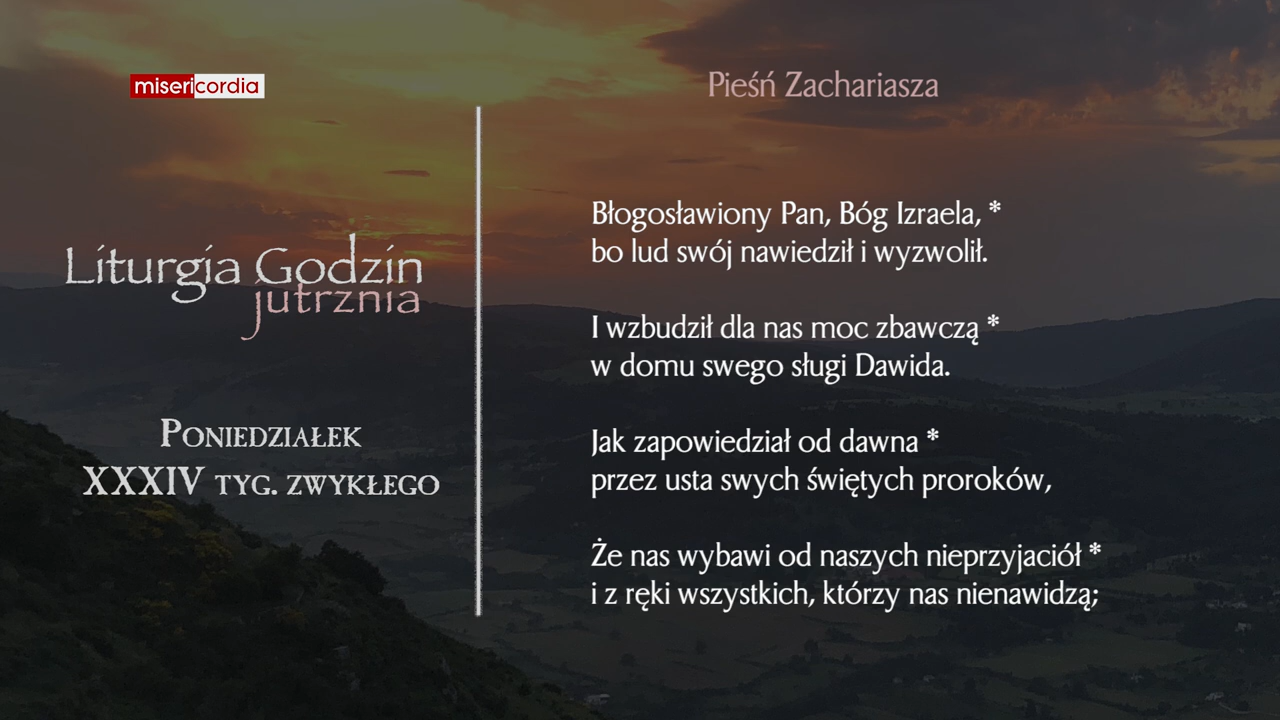 misericordia
Liturgia Godzin
jutrznia
Poniedziałek
XXXIV tyg. zwykłego
Pieśń Zachariasza
Błogosławiony Pan, Bóg Izraela, *
bo lud swój nawiedził i wyzwolił.
I wzbudził dla nas moc zbawczą *
w domu swego sługi Dawida.
Jak zapowiedział od dawna *
przez usta swych świętych proroków,
Że nas wybawi od naszych nieprzyjaciół *
i z ręki wszystkich, którzy nas nienawidzą;